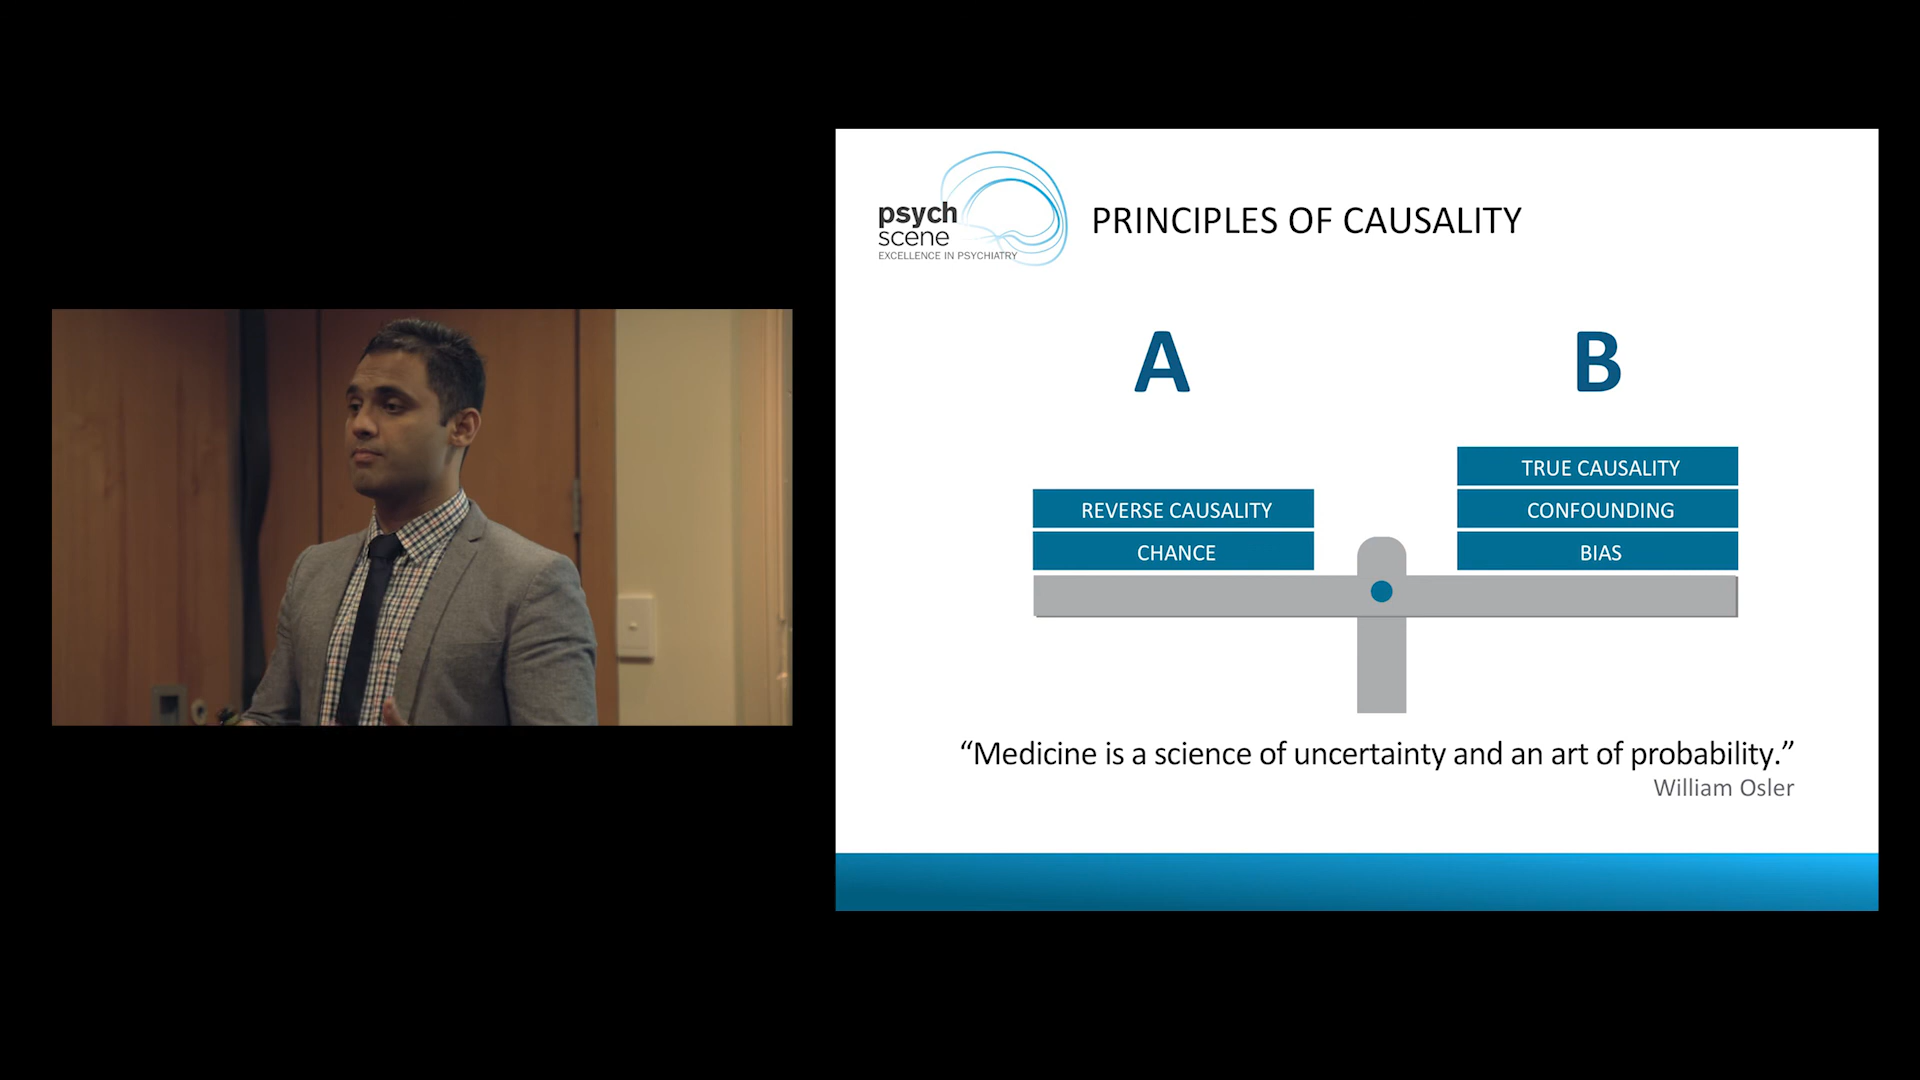 psych
scene
EXCELLENCE IN PSYCHIATRY
PRINCIPLES OF CAUSALITY
A
B
REVERSE CAUSALITY
CHANCE
TRUE CAUSALITY
CONFOUNDING
BIAS
“Medicine is a science of uncertainty and an art of probability.”
William Osler